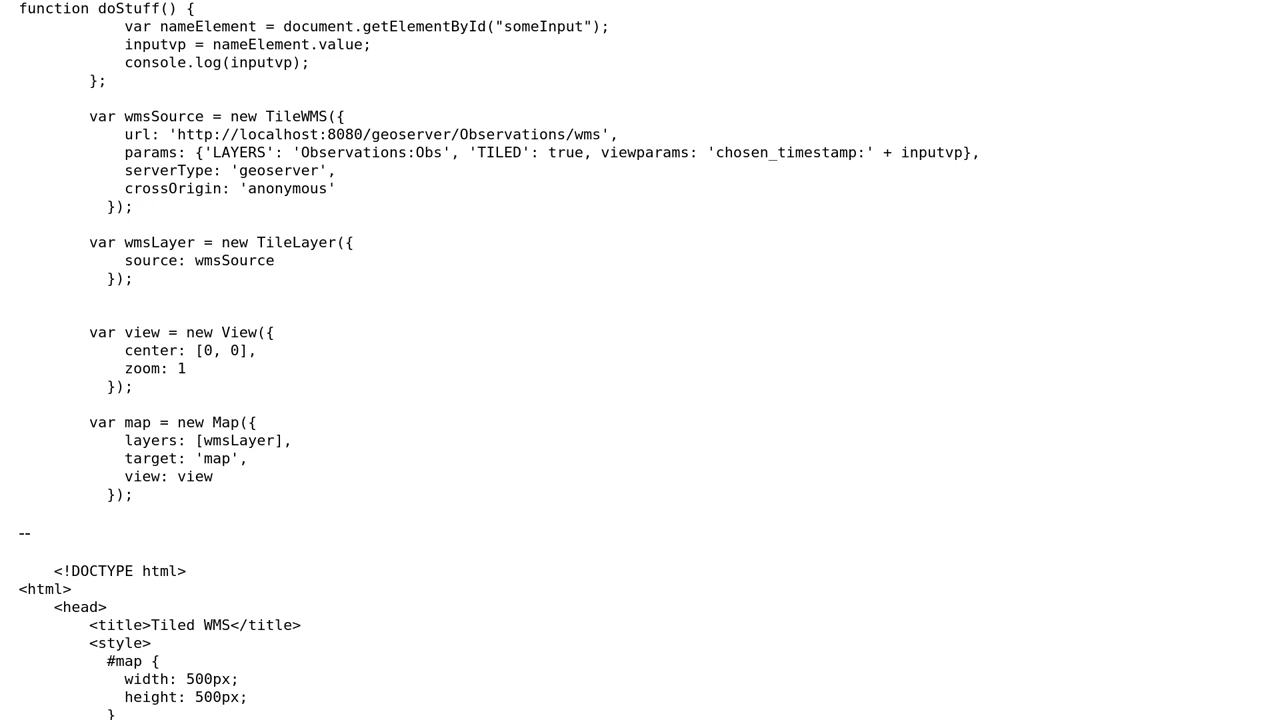 function doStuff() {
            var nameElement = document.getElementById("someInput");
            inputvp = nameElement.value;
            console.log(inputvp);
        };

        var wmsSource = new TileWMS({
            url: 'http://localhost:8080/geoserver/Observations/wms',
            params: {'LAYERS': 'Observations:Obs', 'TILED': true, viewparams: 'chosen_timestamp:' + inputvp},
            serverType: 'geoserver',
            crossOrigin: 'anonymous'
          });

        var wmsLayer = new TileLayer({
            source: wmsSource
          });


        var view = new View({
            center: [0, 0],
            zoom: 1
          });

        var map = new Map({
            layers: [wmsLayer],
            target: 'map',
            view: view
          });

--

    <!DOCTYPE html>
<html>
    <head>
        <title>Tiled WMS</title>
        <style>
          #map {
            width: 500px;
            height: 500px;
          }